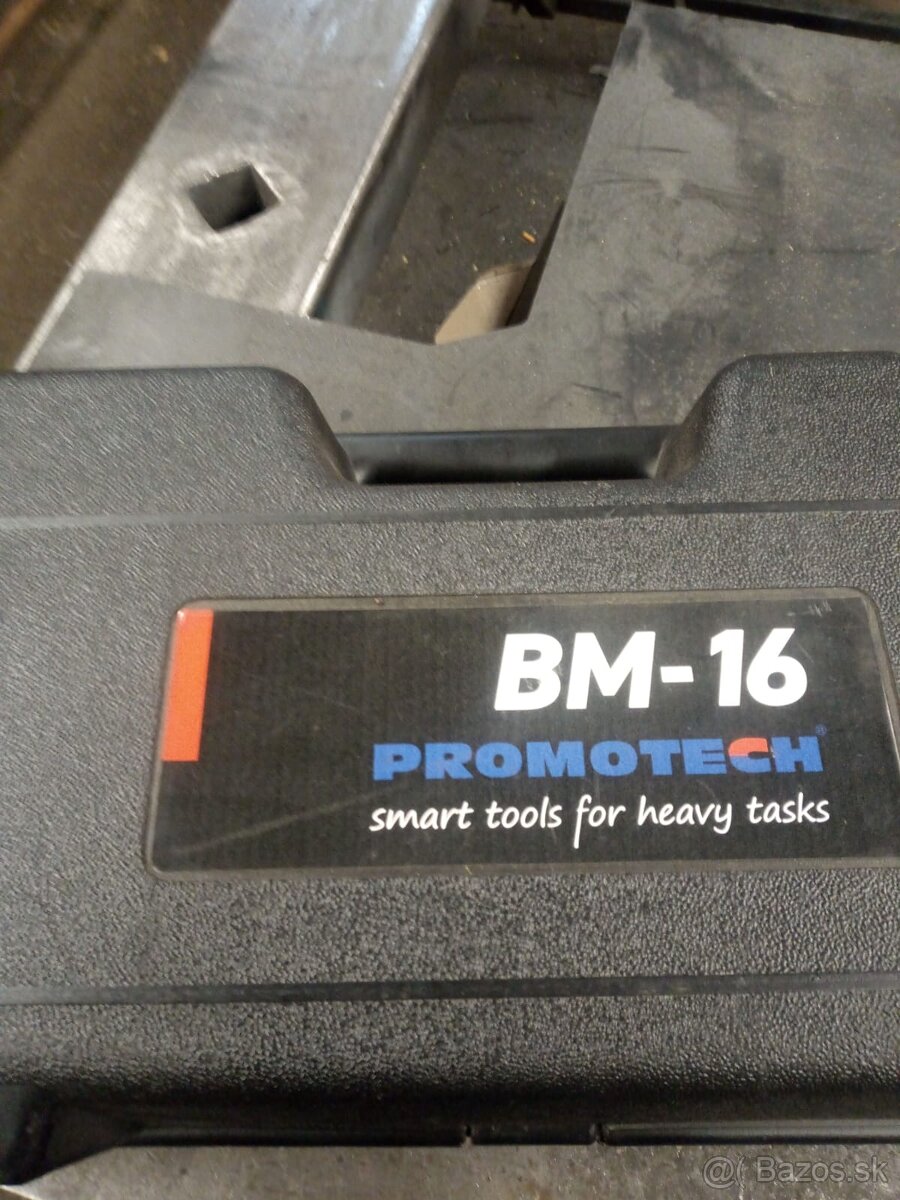 BM-16
PROMOTECH®
smart tools for heavy tasks
@( Bazos.sk